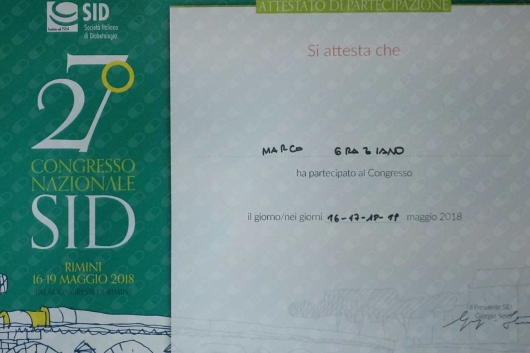 SID
Società Italiana
di Diabetologia
27°
CONGRESSO
NAZIONALE
SID
RIMINI
16-19 MAGGIO 2018
ATTESTATO DI PARTECIPAZIONE
Si attesta che
MARCO GRAZIANO
ha partecipato al Congresso
il giorno/nei giorni 16-17-18-19 maggio 2018
Il Presidente SID
Giorgio